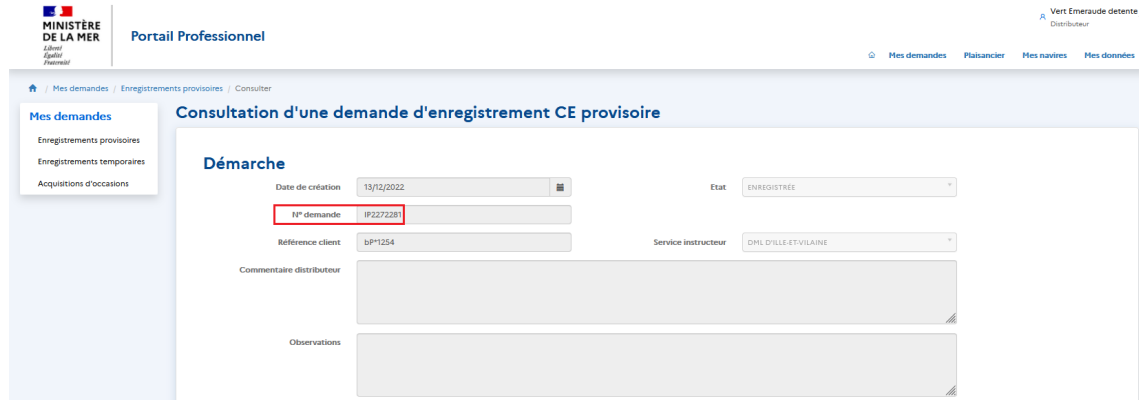 MINISTÈRE
DE LA MER
Liberté
Égalité
Fraternité
Portail Professionnel
Vert Emeraude detente
Distributeur
Mes demandes Plaisancier Mes navires Mes données
/ Mes demandes / Enregistrements provisoires / Consulter
Mes demandes
Enregistrements provisoires
Enregistrements temporaires
Acquisitions d'occasions
Consultation d'une demande d'enregistrement CE provisoire
Démarche
Date de création 13/12/2022 Etat ENREGISTRÉE
N° demande IP2272281
Référence client bP*1254 Service instructeur DML D'ILLE-ET-VILAINE
Commentaire distributeur
Observations